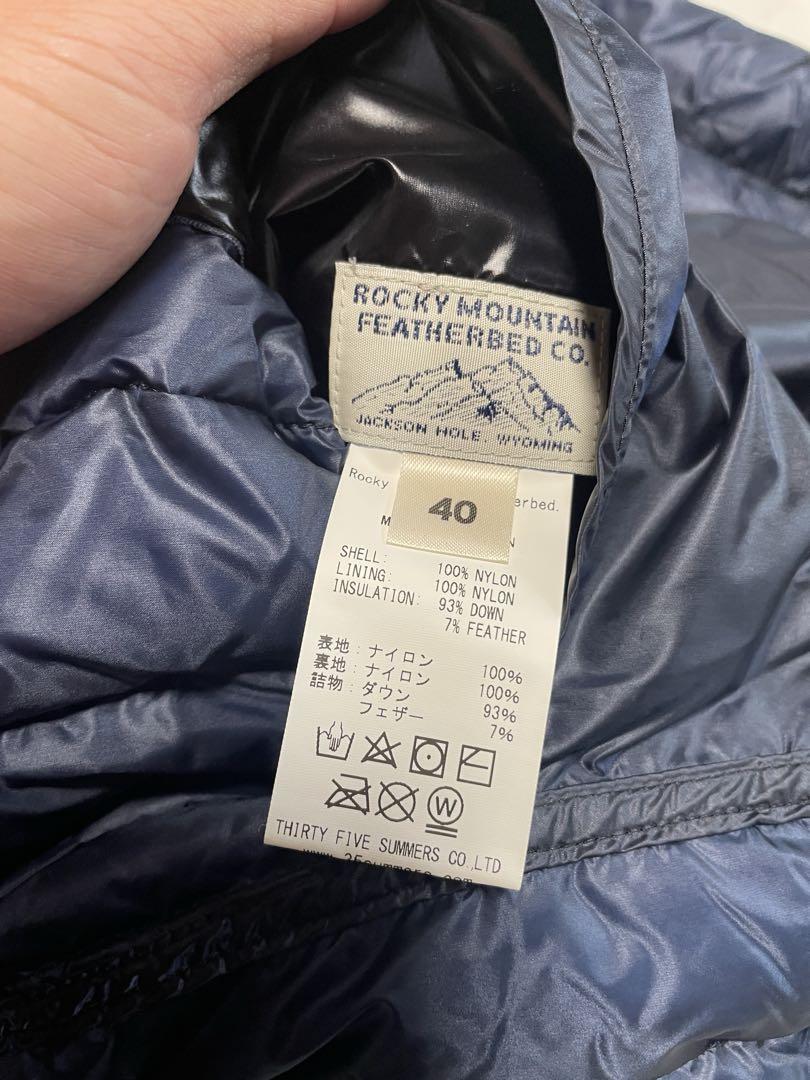 ROCKY MOUNTAIN
FEATHERBED CO.
JACKSON HOLE, WYOMING
Rocky
40
SHELL: 100% NYLON
LINING: 100% NYLON
INSULATION: 93% DOWN
7% FEATHER
表地：ナイロン 100%
裏地：ナイロン 100%
詰物：ダウン 93%
フェザー 7%
W
THIRTY FIVE SUMMERS CO.,LTD